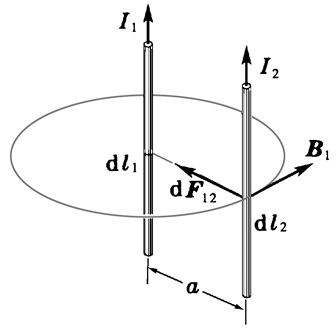 I₁
I₂
dl₁
B₁
dF₁₂
dl₂
a